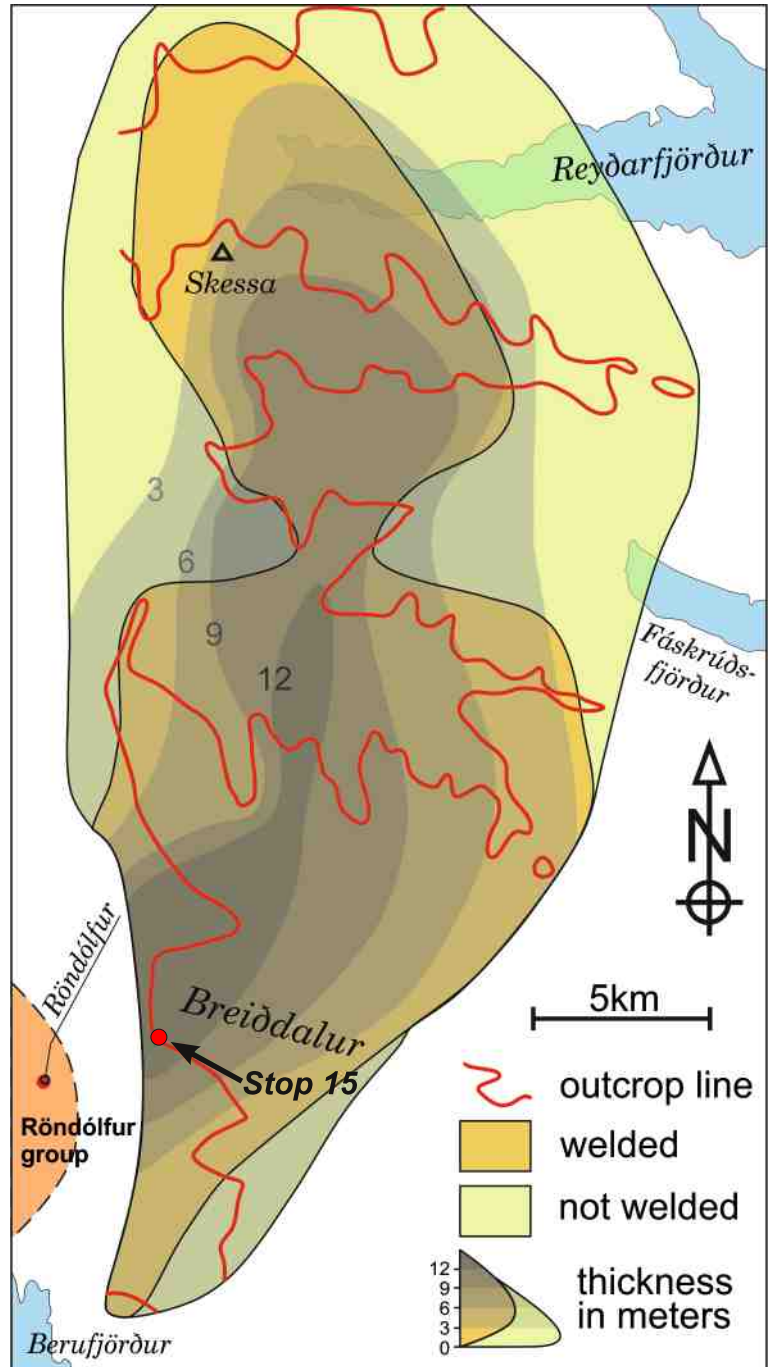 Reyðarfjörður
Skessa
3
6
9
12
Fáskrúðs-
fjörður
N
Röndólfur
5km
Breiðdalur
Stop 15
outcrop line
Röndólfur
group
welded
not welded
12
9
6
3
0
thickness
in meters
Berufjörður